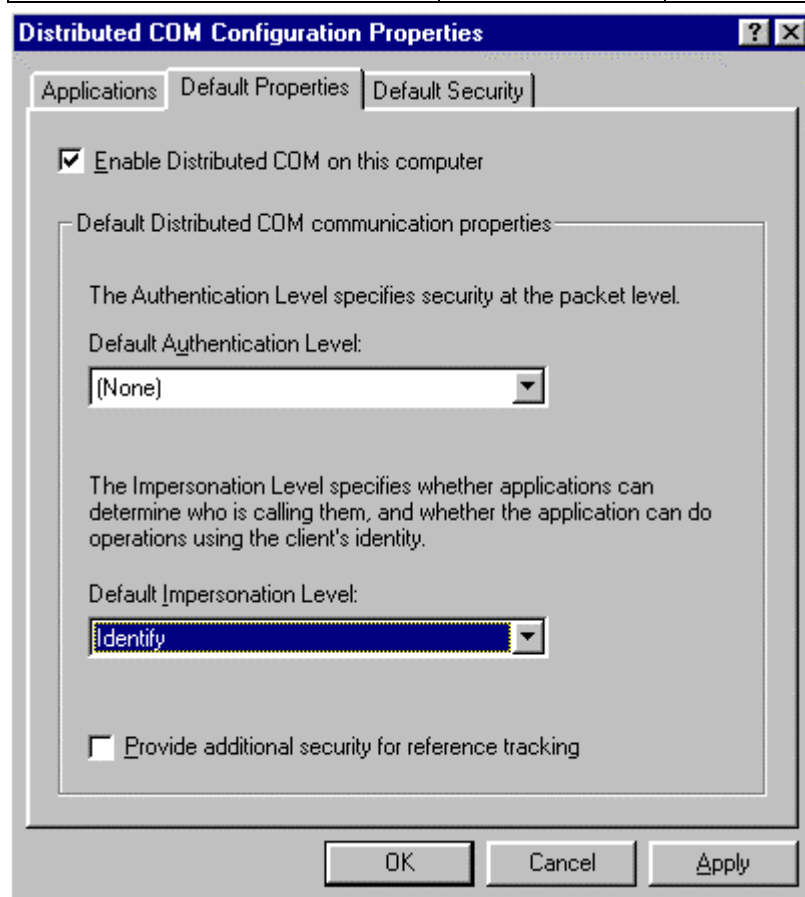 Distributed COM Configuration Properties
Applications
Default Properties
Default Security
Enable Distributed COM on this computer
Default Distributed COM communication properties
The Authentication Level specifies security at the packet level.
Default Authentication Level:
(None)
The Impersonation Level specifies whether applications can
determine who is calling them, and whether the application can do
operations using the client's identity.
Default Impersonation Level:
Identify
Provide additional security for reference tracking
OK
Cancel
Apply